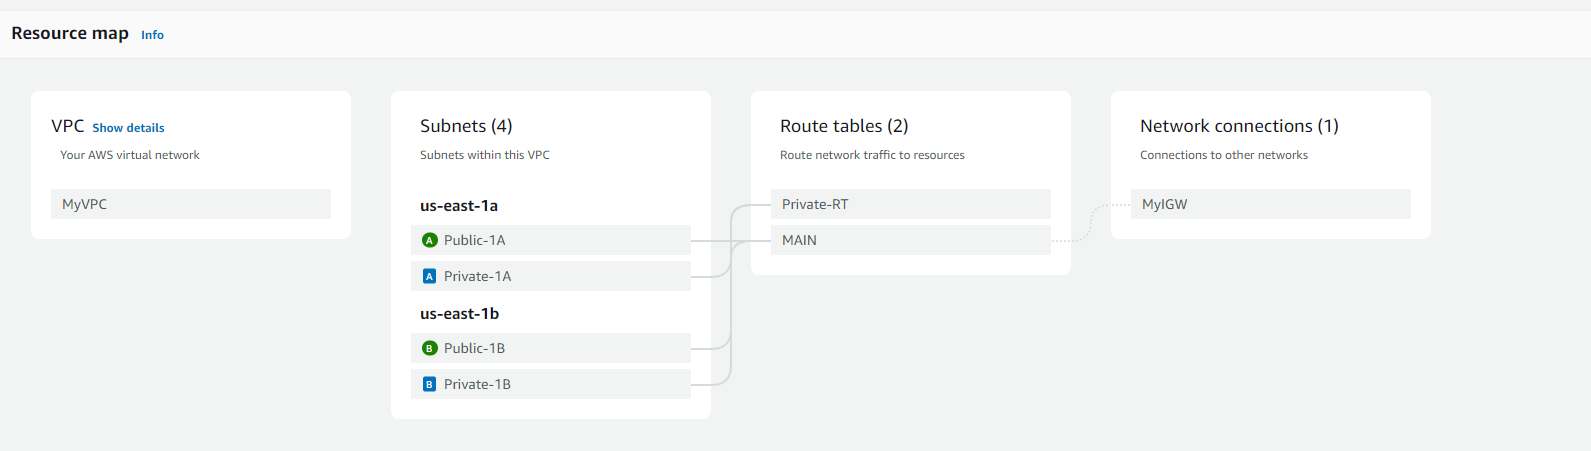 Resource map Info
VPC Show details
Your AWS virtual network
MyVPC
Subnets (4)
Subnets within this VPC
us-east-1a
A Public-1A
A Private-1A
us-east-1b
B Public-1B
B Private-1B
Route tables (2)
Route network traffic to resources
Private-RT
MAIN
Network connections (1)
Connections to other networks
MyIGW